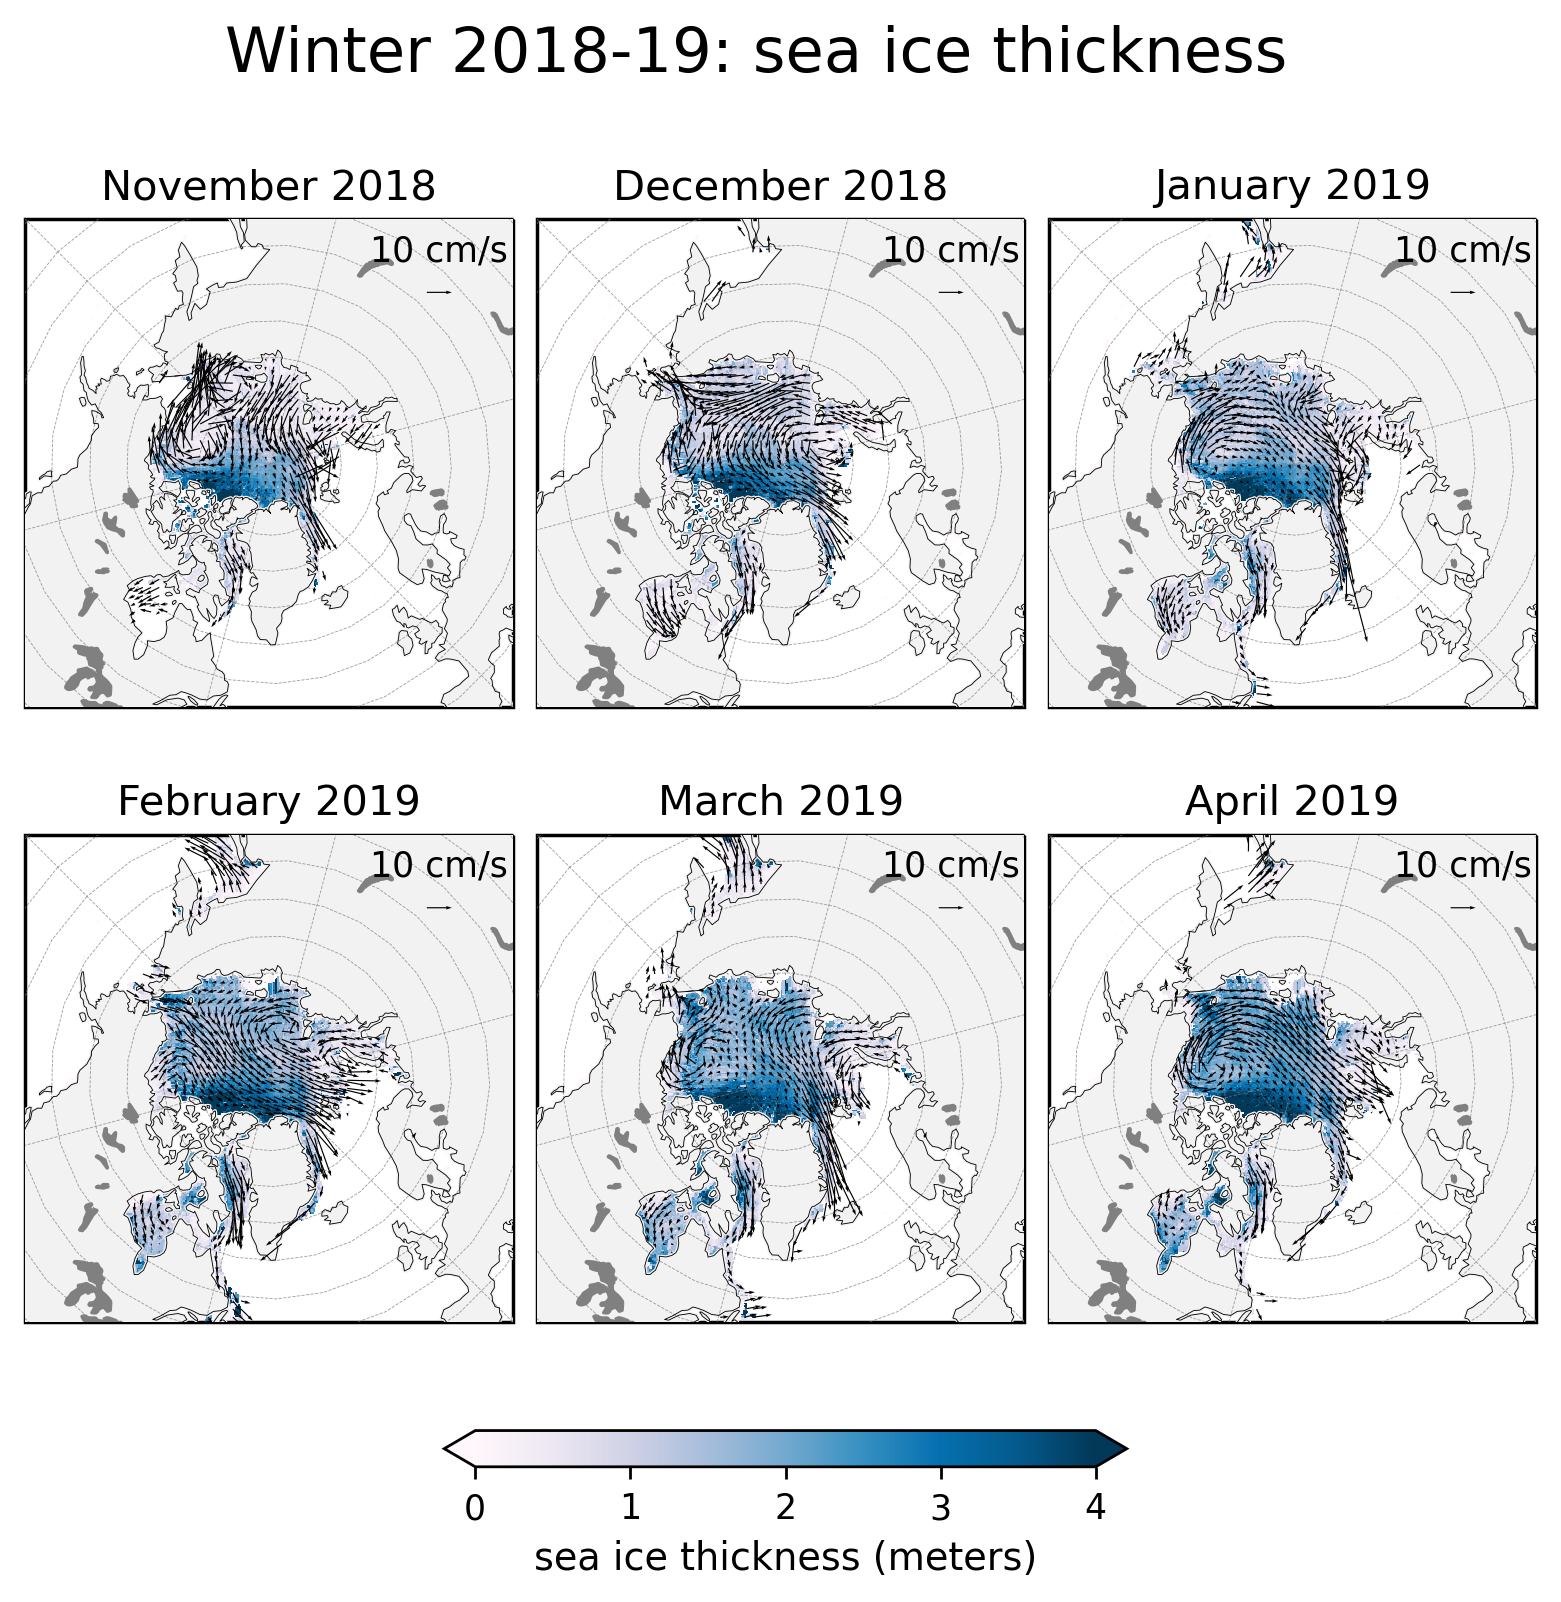 Winter 2018-19: sea ice thickness
November 2018
December 2018
January 2019
10 cm/s
10 cm/s
10 cm/s
February 2019
March 2019
April 2019
10 cm/s
10 cm/s
10 cm/s
0 1 2 3 4
sea ice thickness (meters)